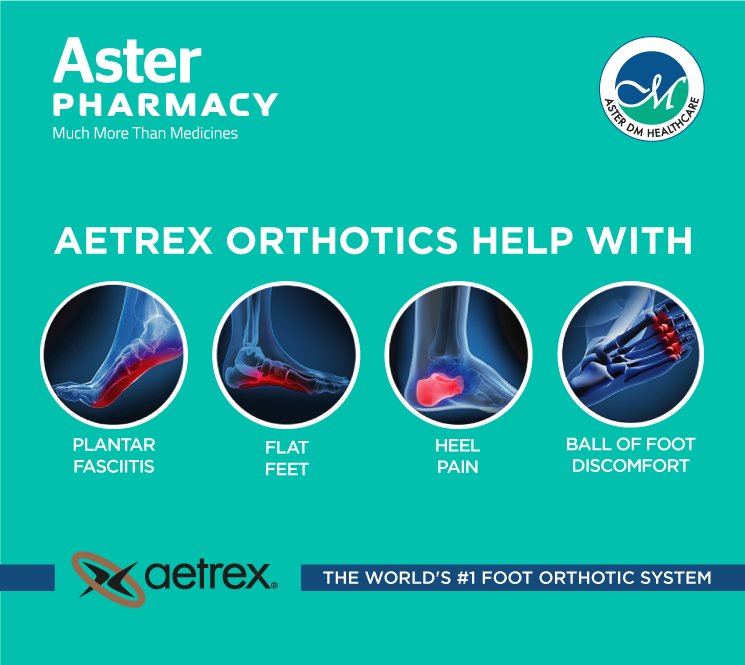 Aster
PHARMACY
Much More Than Medicines
M
ASTER DM HEALTHCARE
AETREX ORTHOTICS HELP WITH
PLANTAR
FASCIITIS
FLAT
FEET
HEEL
PAIN
BALL OF FOOT
DISCOMFORT
aetrex®
THE WORLD'S #1 FOOT ORTHOTIC SYSTEM